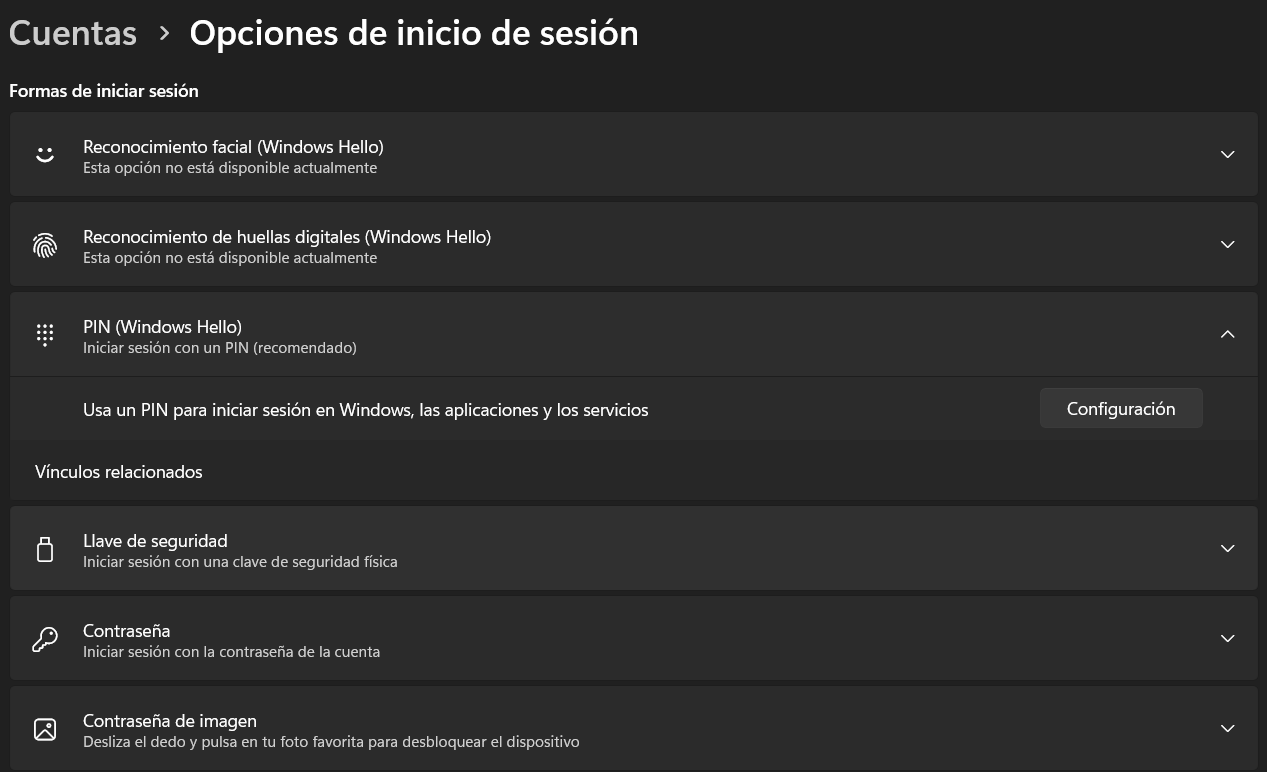 Cuentas > Opciones de inicio de sesión
Formas de iniciar sesión
Reconocimiento facial (Windows Hello)
Esta opción no está disponible actualmente
Reconocimiento de huellas digitales (Windows Hello)
Esta opción no está disponible actualmente
PIN (Windows Hello)
Iniciar sesión con un PIN (recomendado)
Usa un PIN para iniciar sesión en Windows, las aplicaciones y los servicios
Configuración
Vínculos relacionados
Llave de seguridad
Iniciar sesión con una clave de seguridad física
Contraseña
Iniciar sesión con la contraseña de la cuenta
Contraseña de imagen
Desliza el dedo y pulsa en tu foto favorita para desbloquear el dispositivo